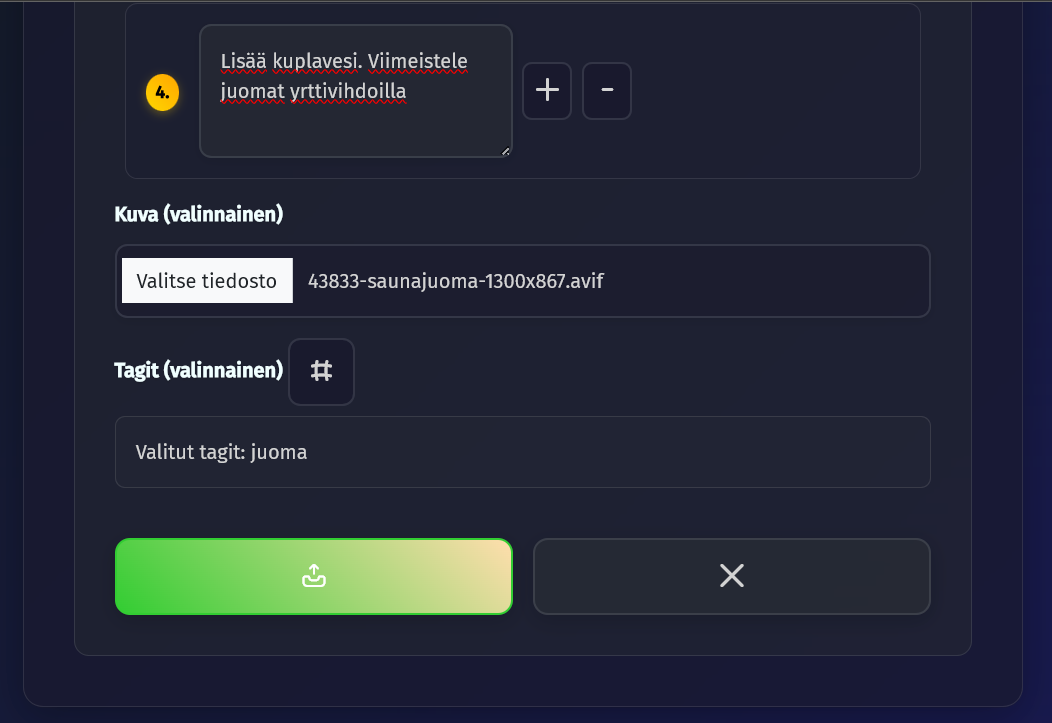 4.
Lisää kuplavesi. Viimeistele
juomat yrttivihdoilla
+
-
Kuva (valinnainen)
Valitse tiedosto 43833-saunajuoma-1300x867.avif
Tagit (valinnainen) #
Valitut tagit: juoma